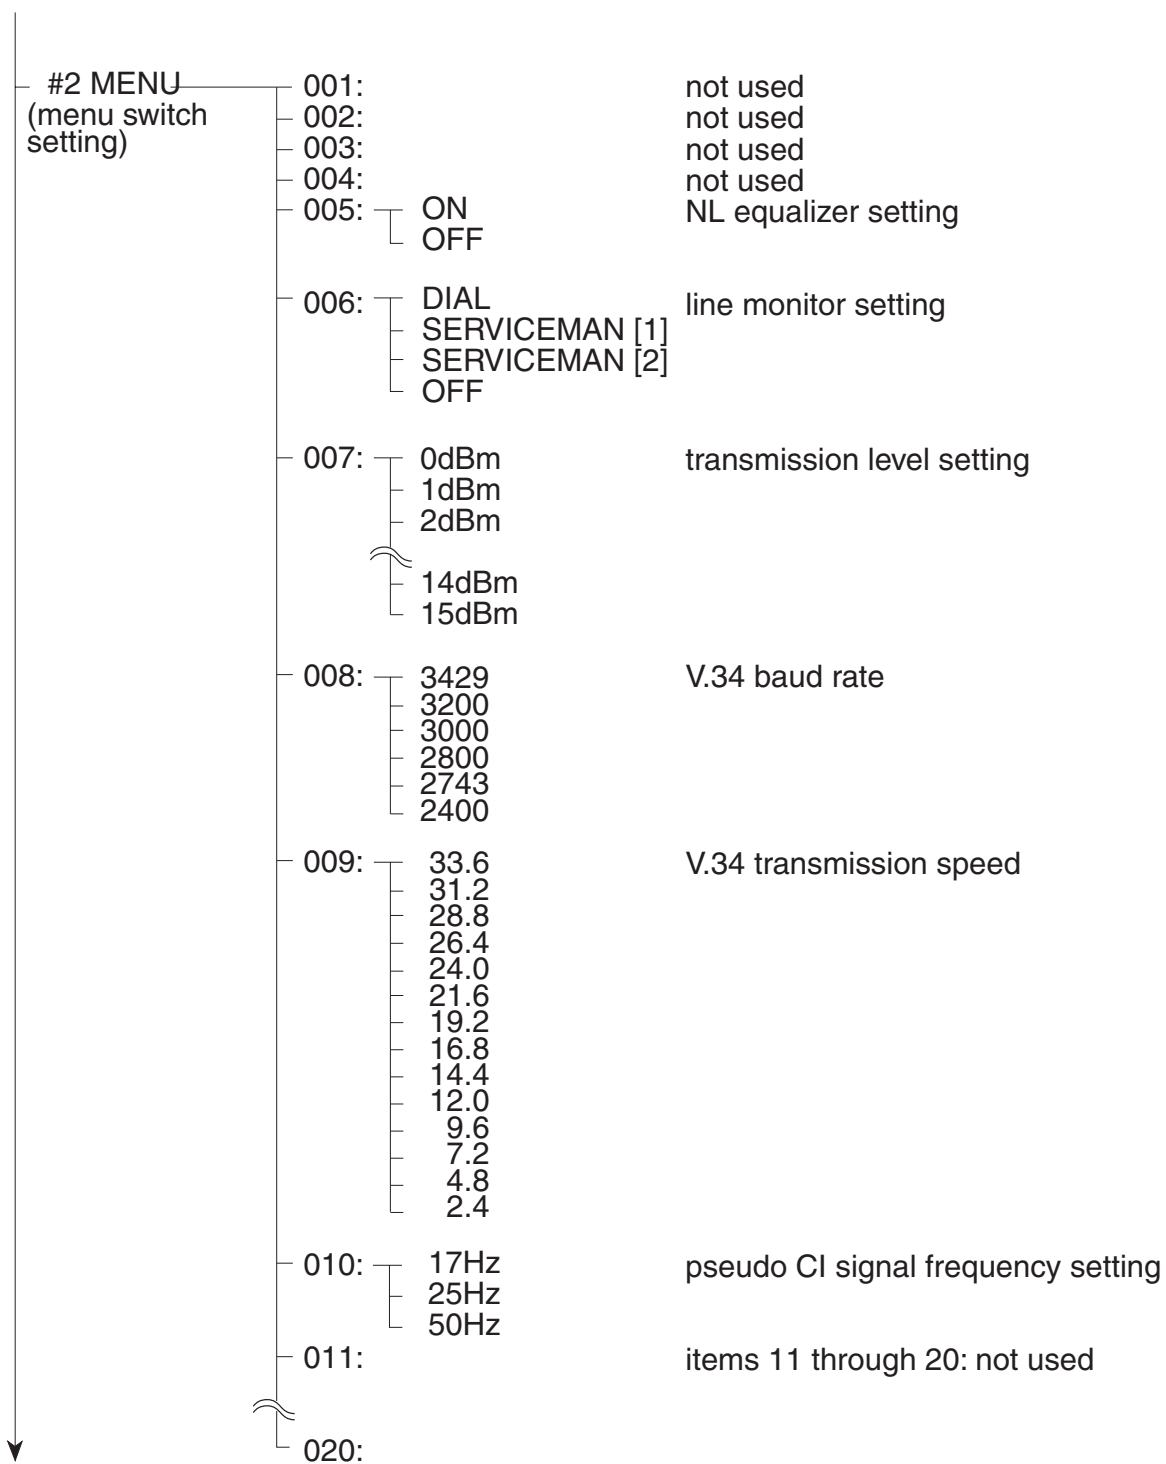 #2 MENU
(menu switch
setting)
001: not used
002: not used
003: not used
004: not used
005: ON NL equalizer setting
OFF
006: DIAL line monitor setting
SERVICEMAN [1]
SERVICEMAN [2]
OFF
007: 0dBm transmission level setting
1dBm
2dBm
14dBm
15dBm
008: 3429 V.34 baud rate
3200
3000
2800
2743
2400
009: 33.6 V.34 transmission speed
31.2
28.8
26.4
24.0
21.6
19.2
16.8
14.4
12.0
9.6
7.2
4.8
2.4
010: 17Hz pseudo CI signal frequency setting
25Hz
50Hz
011: items 11 through 20: not used
020: